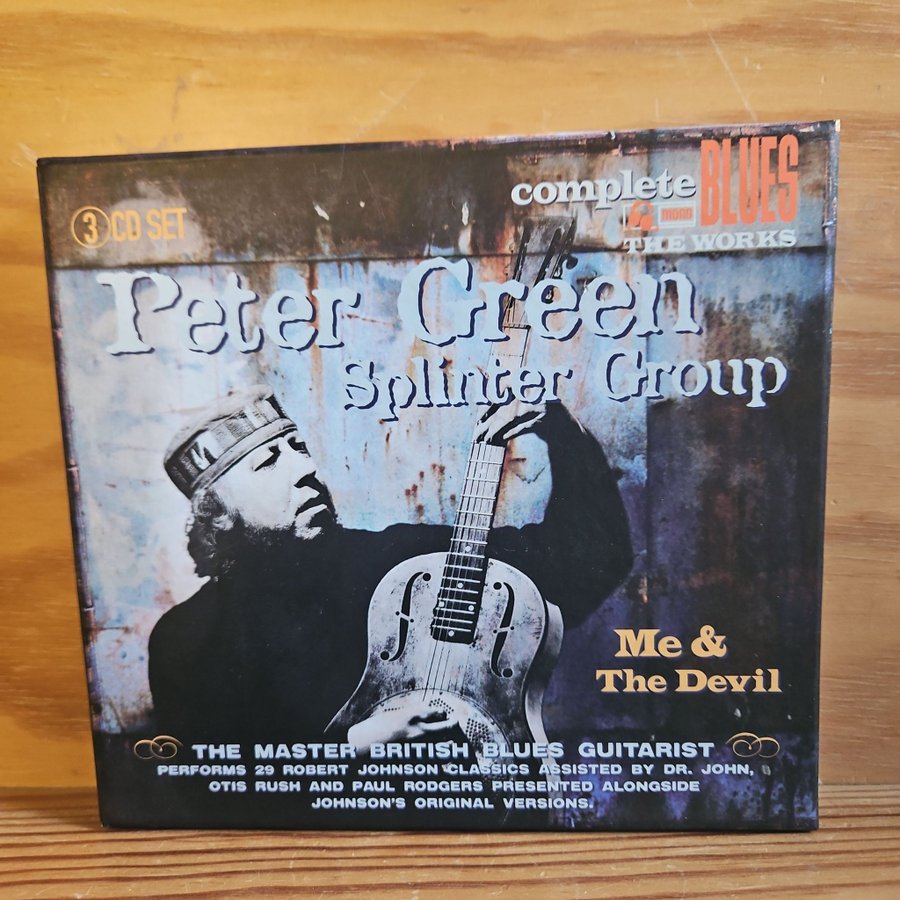 complete BLUES
MONO
THE WORKS
3 CD SET
Peter Green
Splinter Group
Me &
The Devil
THE MASTER BRITISH BLUES GUITARIST
PERFORMS 29 ROBERT JOHNSON CLASSICS ASSISTED BY DR. JOHN,
OTIS RUSH AND PAUL RODGERS PRESENTED ALONGSIDE
JOHNSON'S ORIGINAL VERSIONS.